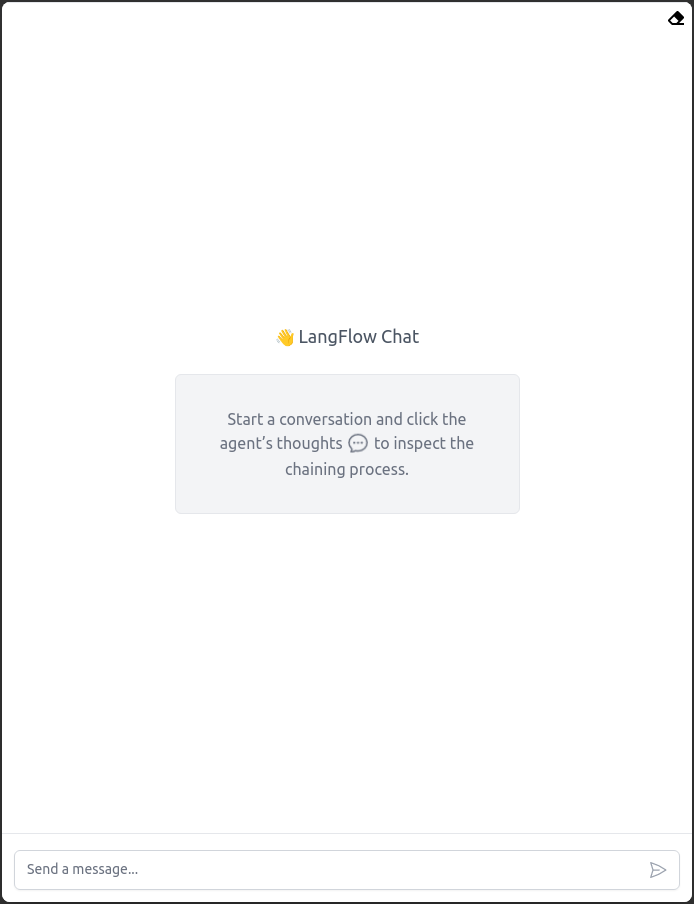 👋 LangFlow Chat
Start a conversation and click the
agent’s thoughts 💬 to inspect the
chaining process.
Send a message...